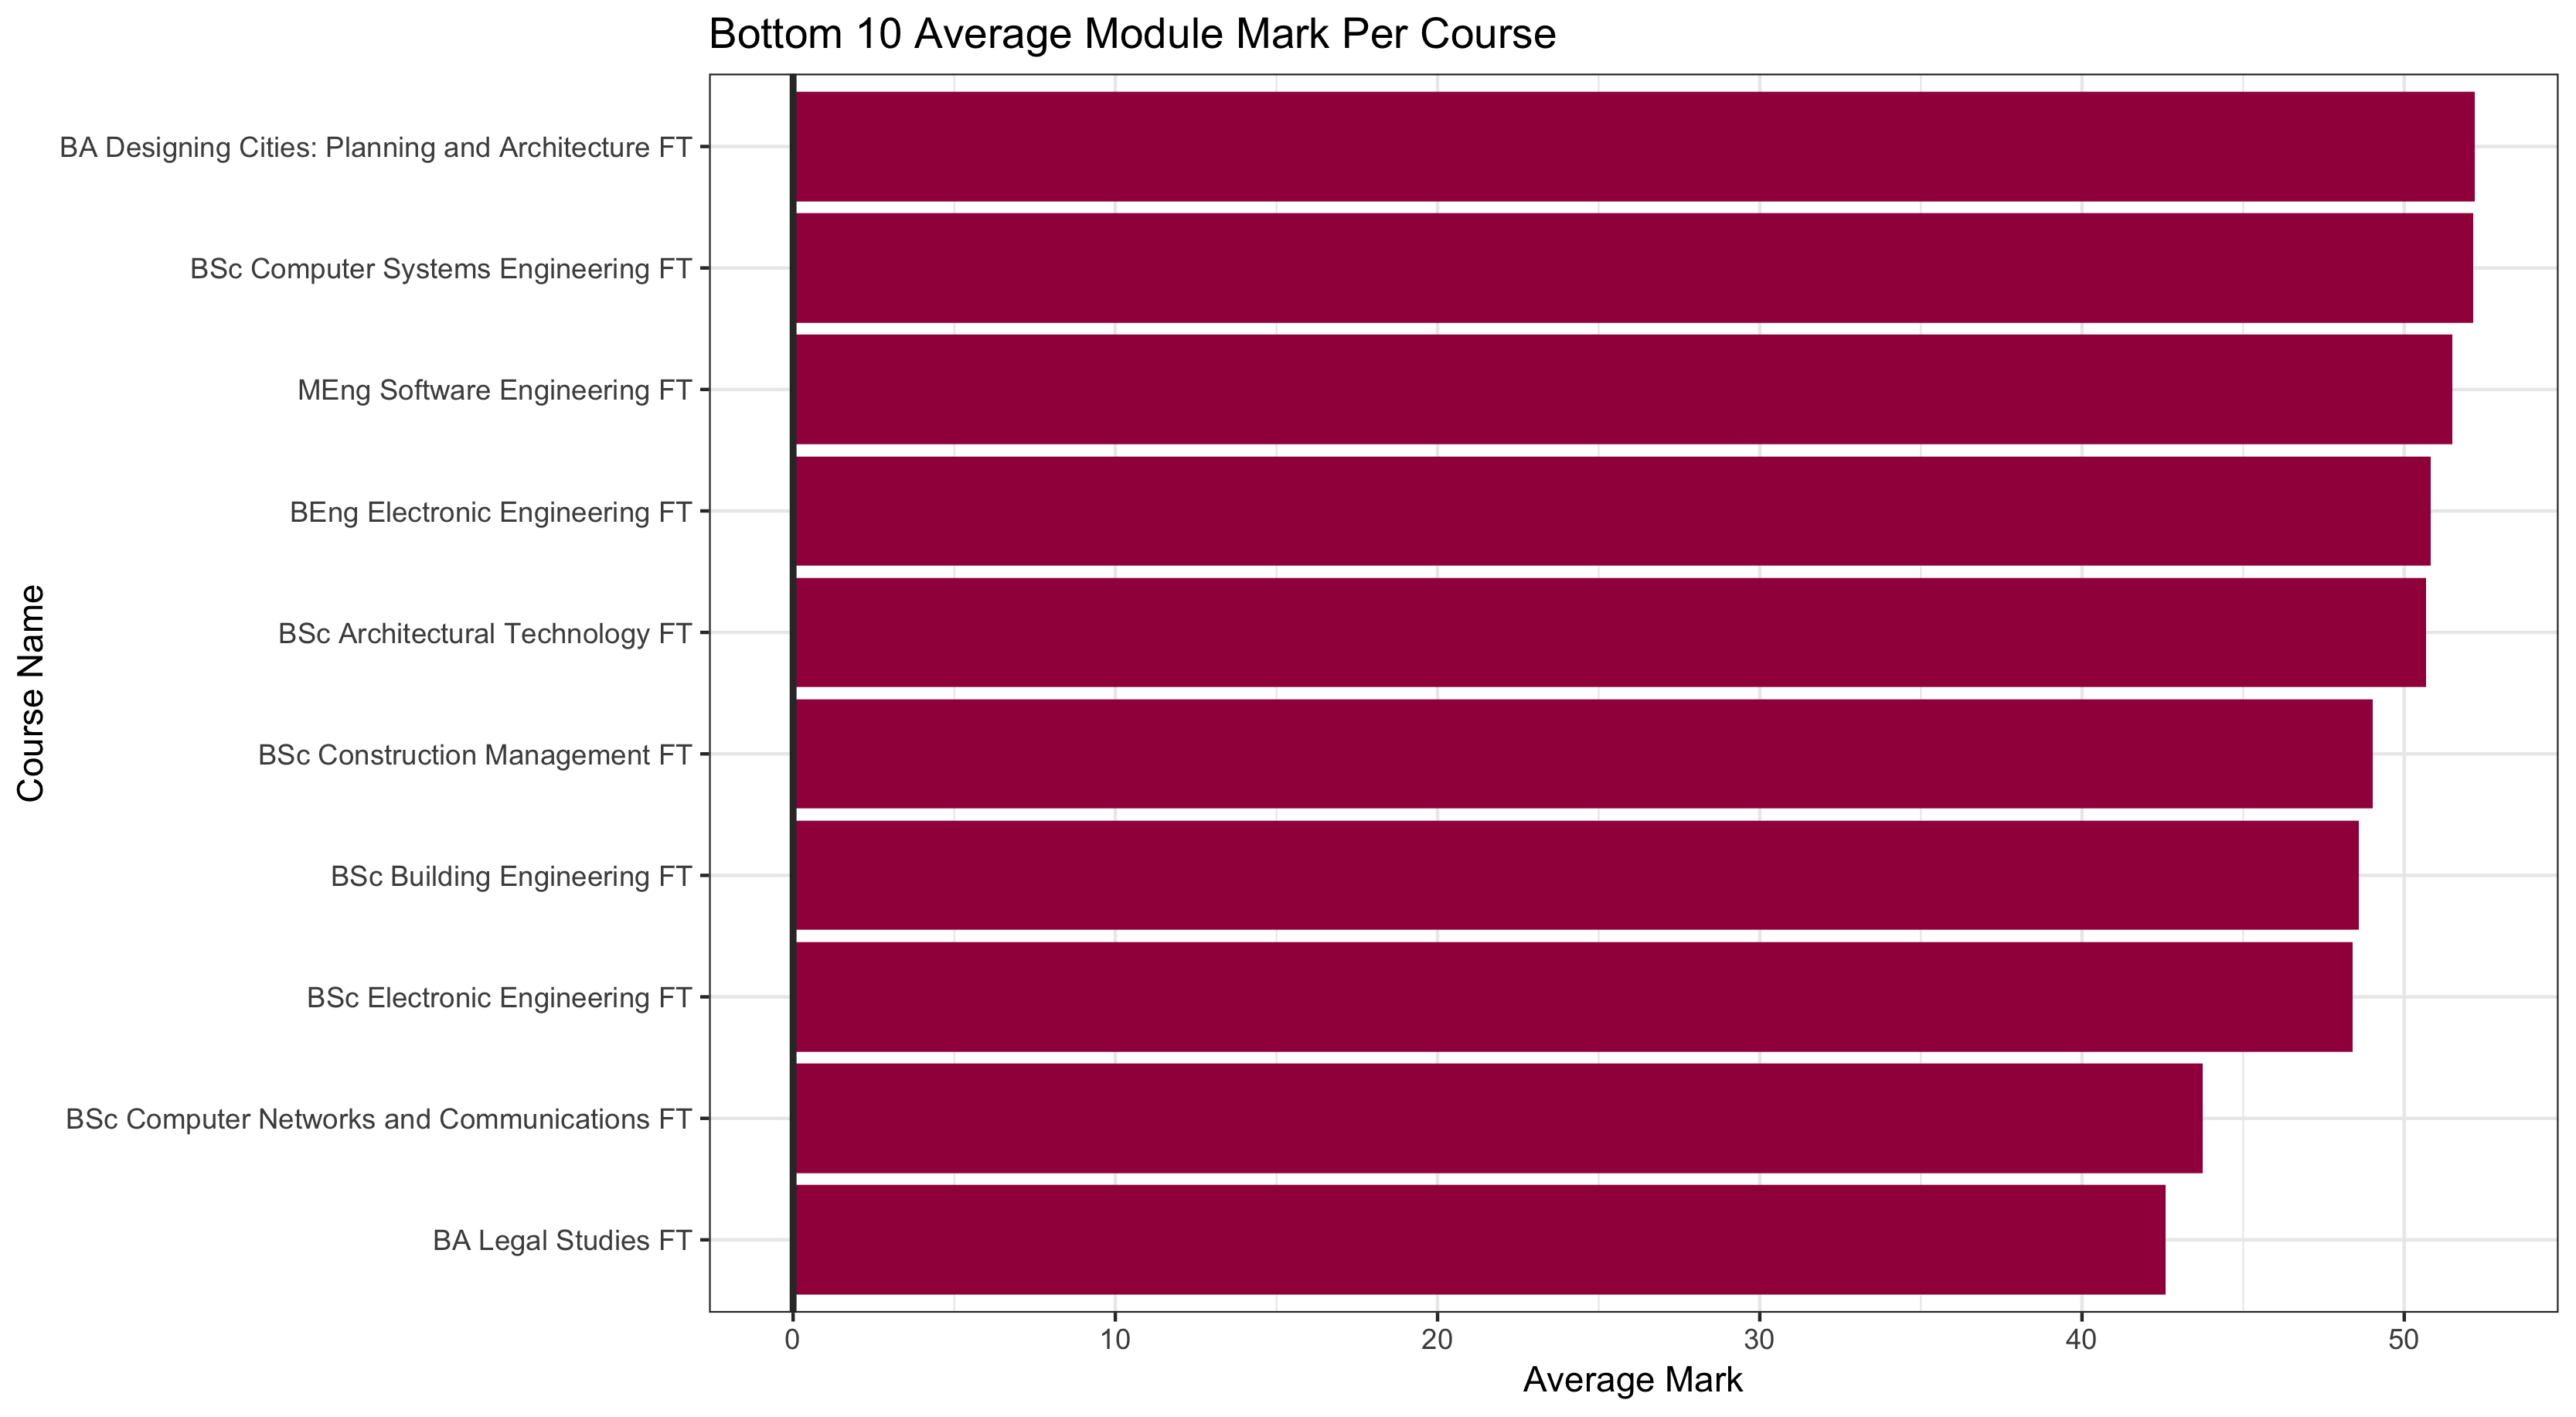 Bottom 10 Average Module Mark Per Course
Course Name
BA Designing Cities: Planning and Architecture FT
BSc Computer Systems Engineering FT
MEng Software Engineering FT
BEng Electronic Engineering FT
BSc Architectural Technology FT
BSc Construction Management FT
BSc Building Engineering FT
BSc Electronic Engineering FT
BSc Computer Networks and Communications FT
BA Legal Studies FT
0 10 20 30 40 50
Average Mark